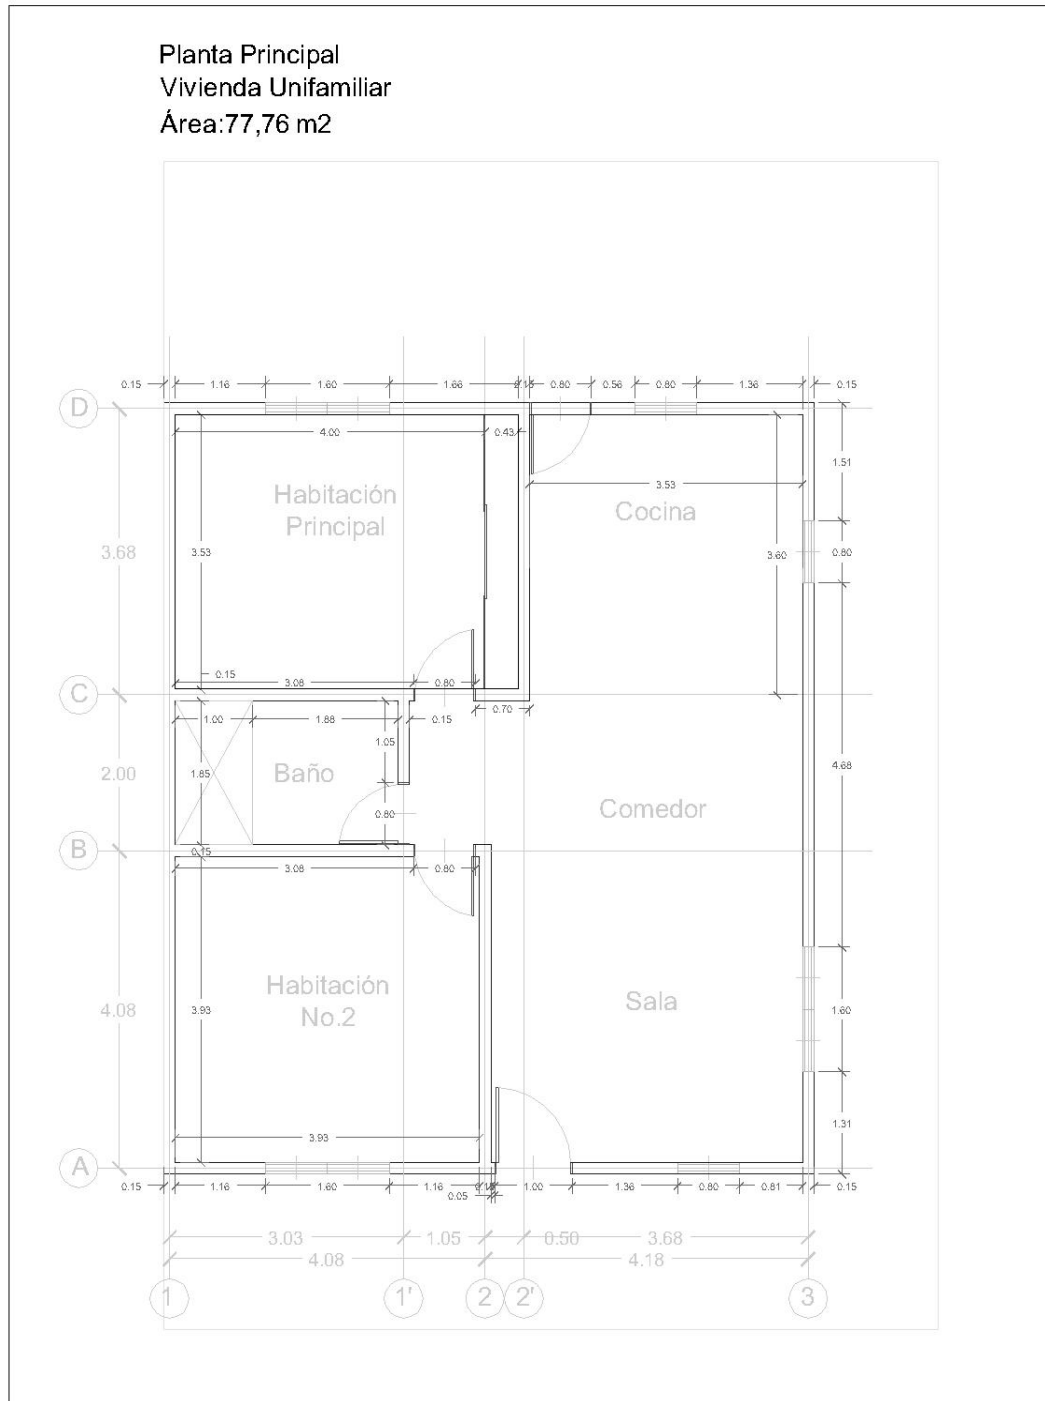 Planta Principal
Vivienda Unifamiliar
Área:77,76 m2
0.15 1.16 1.60 1.66 0.15 0.80 0.56 0.80 1.36 0.15
D
4.00 0.43
1.51
3.53
Habitación
Principal
Cocina
3.68
3.53
3.60
0.80
0.15
3.08 0.80
C
0.70
1.00 1.88 0.15
1.05
2.00
1.85
Baño
4.68
Comedor
0.80
B
0.15
3.08 0.80
Habitación
No.2
Sala
4.08
3.93
1.60
1.31
3.93
A
0.15 1.16 1.60 1.16 0.15 1.00 1.36 0.80 0.81 0.15
0.05
3.03 1.05 0.50 3.68
4.08 4.18
1 1' 2 2' 3